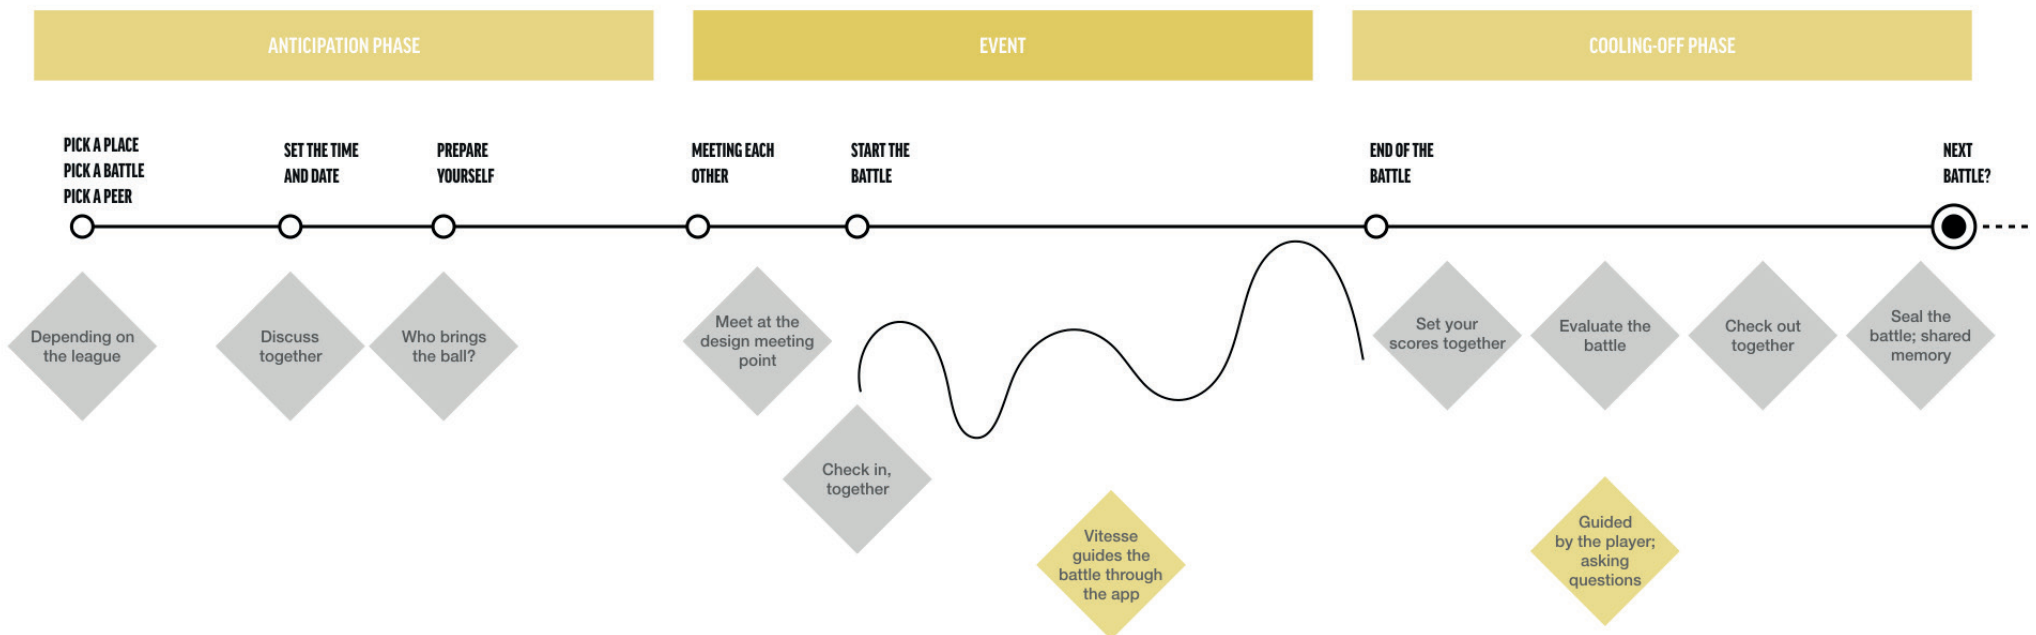 ANTICIPATION PHASE
EVENT
COOLING-OFF PHASE
PICK A PLACE
PICK A BATTLE
PICK A PEER
SET THE TIME
AND DATE
PREPARE
YOURSELF
MEETING EACH
OTHER
START THE
BATTLE
END OF THE
BATTLE
NEXT
BATTLE?
Depending on
the league
Discuss
together
Who brings
the ball?
Meet at the
design meeting
point
Check in,
together
Set your
scores together
Evaluate the
battle
Check out
together
Seal the
battle; shared
memory
Vitesse
guides the
battle through
the app
Guided
by the player;
asking
questions